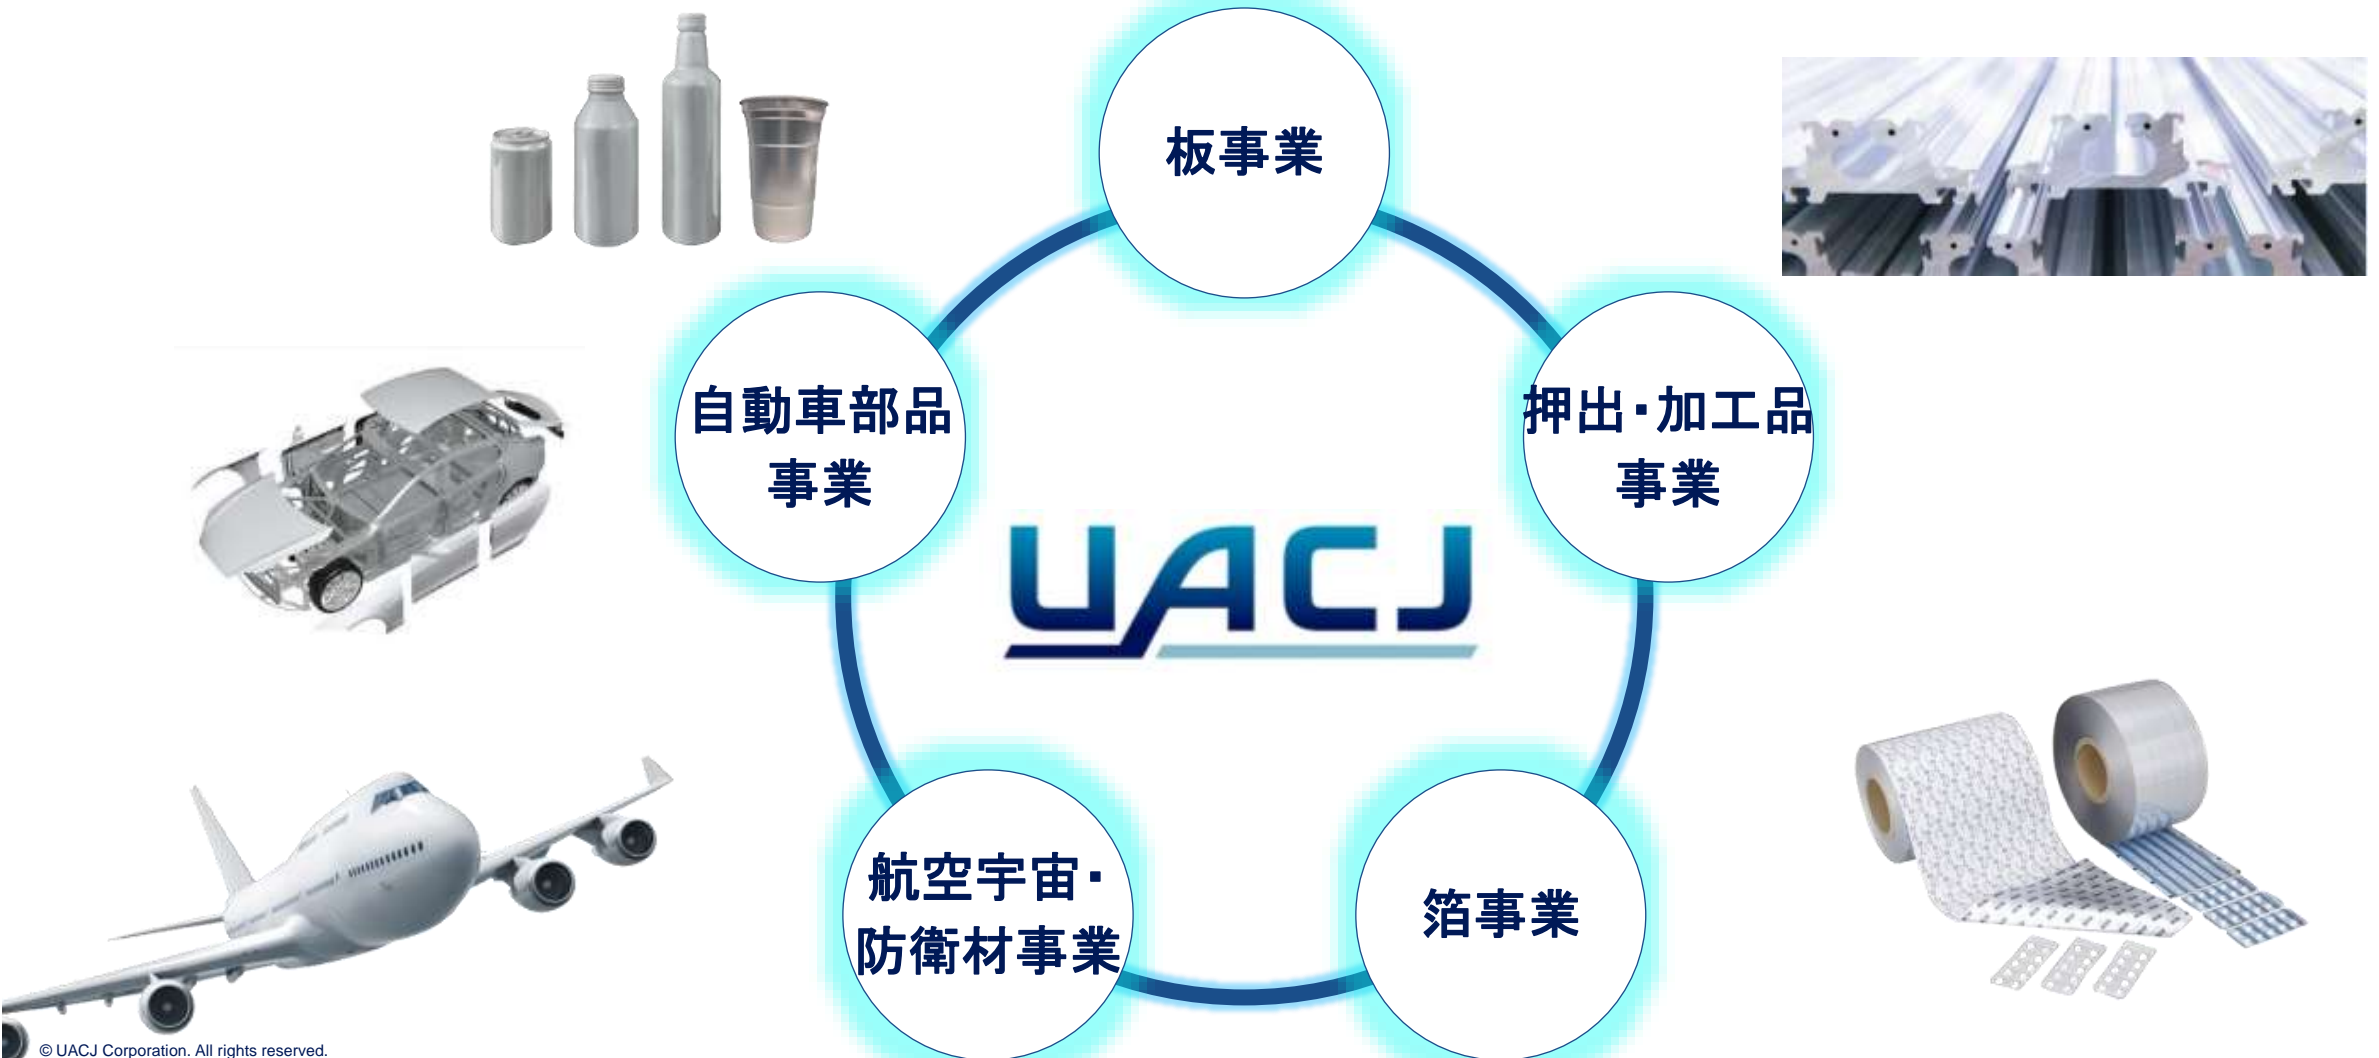 板事業
自動車部品
事業
押出・加工品
事業
UACJ
航空宇宙・
防衛材事業
箔事業
© UACJ Corporation. All rights reserved.